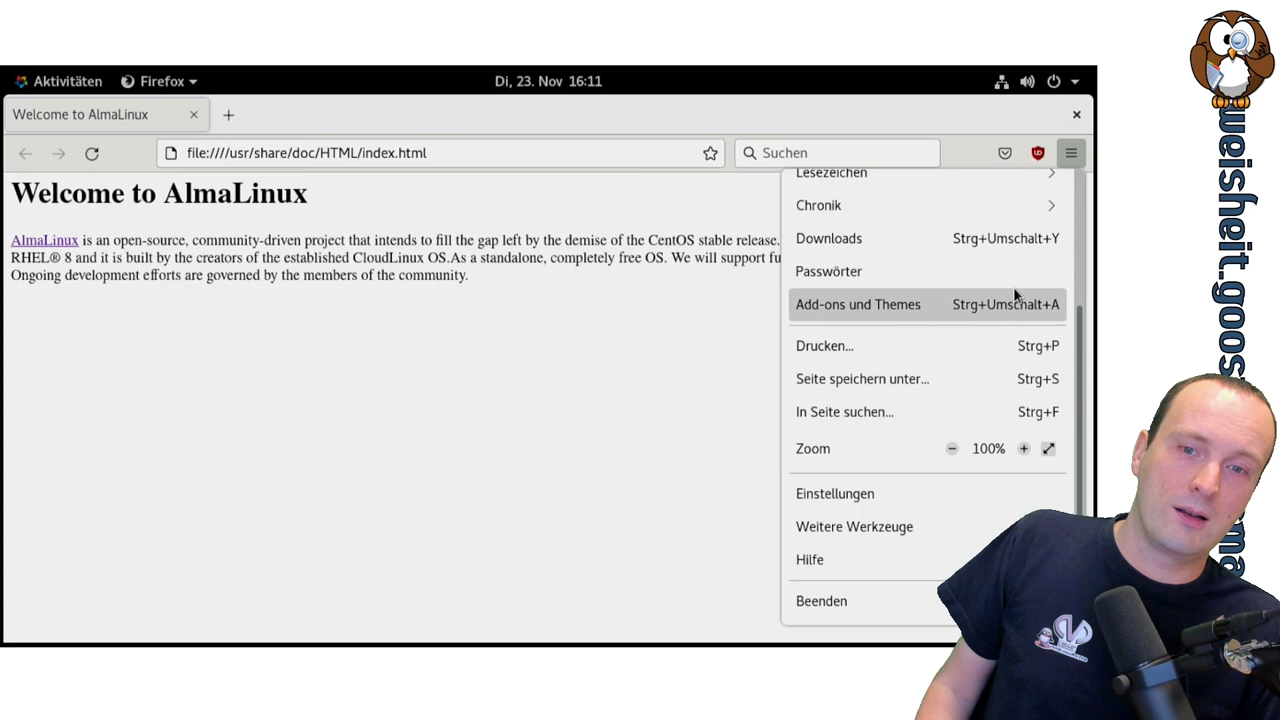 Aktivitäten Firefox Di, 23. Nov 16:11
Welcome to AlmaLinux
file:////usr/share/doc/HTML/index.html Suchen
Welcome to AlmaLinux
AlmaLinux is an open-source, community-driven project that intends to fill the gap left by the demise of the CentOS stable release.
RHEL® 8 and it is built by the creators of the established CloudLinux OS.As a standalone, completely free OS. We will support fu
Ongoing development efforts are governed by the members of the community.
Lesezeichen
Chronik
Downloads Strg+Umschalt+Y
Passwörter
Add-ons und Themes Strg+Umschalt+A
Drucken... Strg+P
Seite speichern unter... Strg+S
In Seite suchen... Strg+F
Zoom 100%
Einstellungen
Weitere Werkzeuge
Hilfe
Beenden